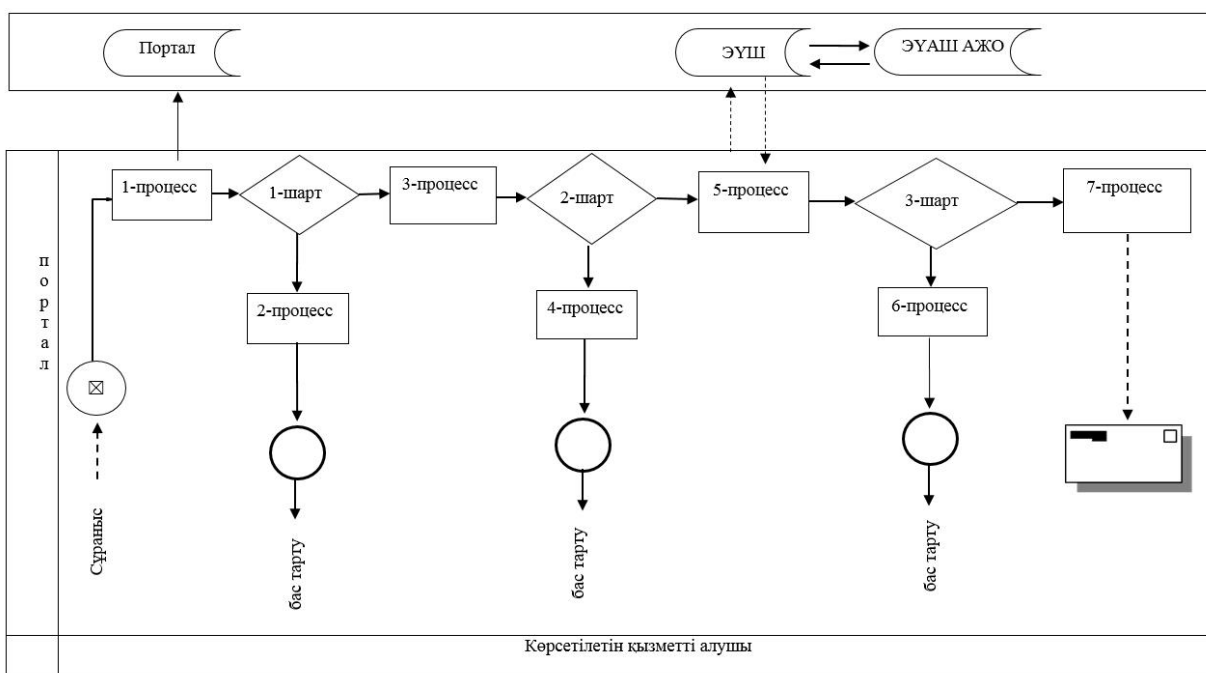 Портал
ЭҮШ
ЭҮАШ АЖО
1-процесс
1-шарт
3-процесс
2-шарт
5-процесс
3-шарт
7-процесс
портал
2-процесс
4-процесс
6-процесс
Сұраныс
бас тарту
бас тарту
бас тарту
Көрсетілетін қызметті алушы